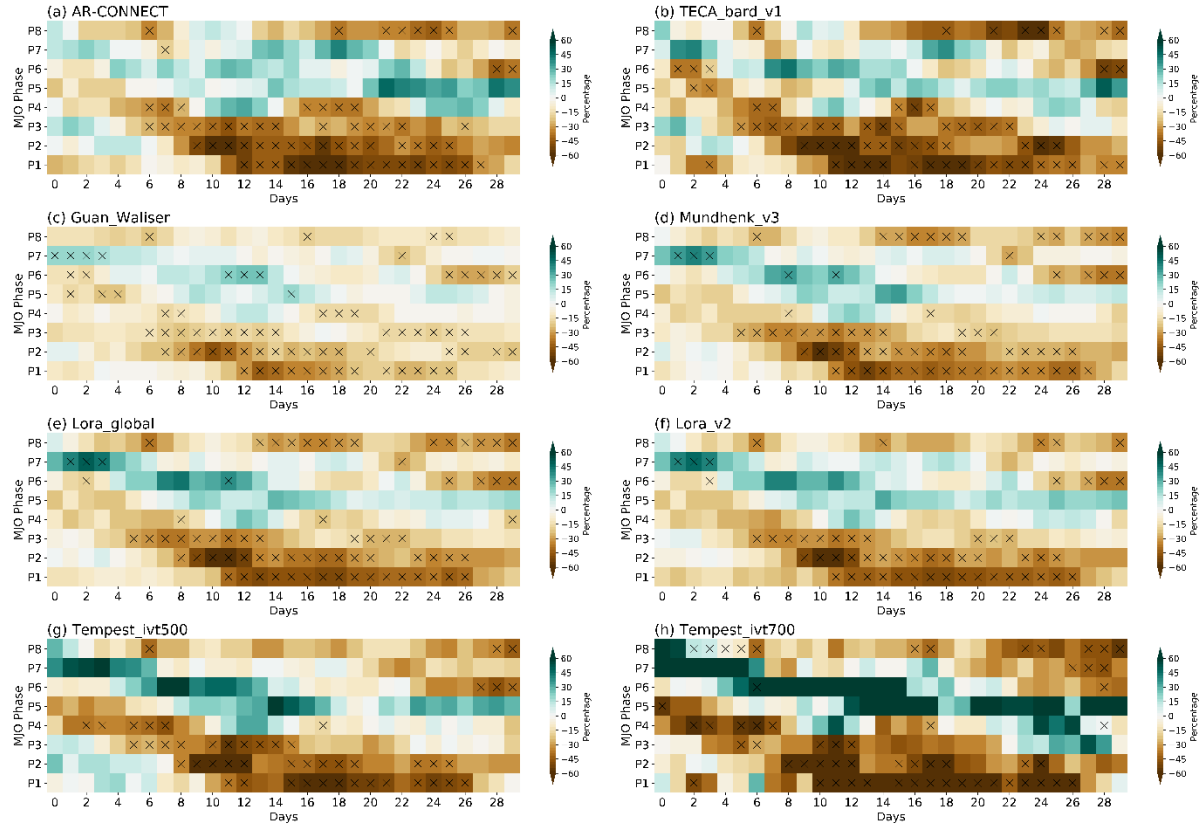 (a) AR-CONNECT
P8
P7
P6
P5
P4
P3
P2
P1
MJO Phase
0 2 4 6 8 10 12 14 16 18 20 22 24 26 28
Days
60
45
30
15
0
−15
−30
−45
−60
Percentage
(b) TECA_bard_v1
P8
P7
P6
P5
P4
P3
P2
P1
MJO Phase
0 2 4 6 8 10 12 14 16 18 20 22 24 26 28
Days
60
45
30
15
0
−15
−30
−45
−60
Percentage
(c) Guan_Waliser
P8
P7
P6
P5
P4
P3
P2
P1
MJO Phase
0 2 4 6 8 10 12 14 16 18 20 22 24 26 28
Days
60
45
30
15
0
−15
−30
−45
−60
Percentage
(d) Mundhenk_v3
P8
P7
P6
P5
P4
P3
P2
P1
MJO Phase
0 2 4 6 8 10 12 14 16 18 20 22 24 26 28
Days
60
45
30
15
0
−15
−30
−45
−60
Percentage
(e) Lora_global
P8
P7
P6
P5
P4
P3
P2
P1
MJO Phase
0 2 4 6 8 10 12 14 16 18 20 22 24 26 28
Days
60
45
30
15
0
−15
−30
−45
−60
Percentage
(f) Lora_v2
P8
P7
P6
P5
P4
P3
P2
P1
MJO Phase
0 2 4 6 8 10 12 14 16 18 20 22 24 26 28
Days
60
45
30
15
0
−15
−30
−45
−60
Percentage
(g) Tempest_ivt500
P8
P7
P6
P5
P4
P3
P2
P1
MJO Phase
0 2 4 6 8 10 12 14 16 18 20 22 24 26 28
Days
60
45
30
15
0
−15
−30
−45
−60
Percentage
(h) Tempest_ivt700
P8
P7
P6
P5
P4
P3
P2
P1
MJO Phase
0 2 4 6 8 10 12 14 16 18 20 22 24 26 28
Days
60
45
30
15
0
−15
−30
−45
−60
Percentage